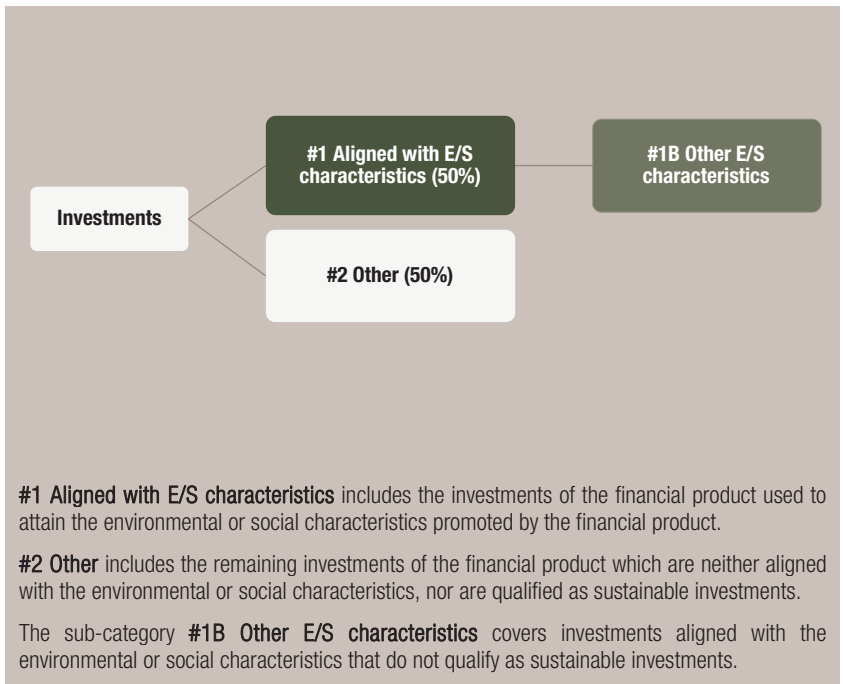 #1 Aligned with E/S
characteristics (50%)
#1B Other E/S
characteristics
Investments
#2 Other (50%)
#1 Aligned with E/S characteristics includes the investments of the financial product used to
attain the environmental or social characteristics promoted by the financial product.
#2 Other includes the remaining investments of the financial product which are neither aligned
with the environmental or social characteristics, nor are qualified as sustainable investments.
The sub-category #1B Other E/S characteristics covers investments aligned with the
environmental or social characteristics that do not qualify as sustainable investments.